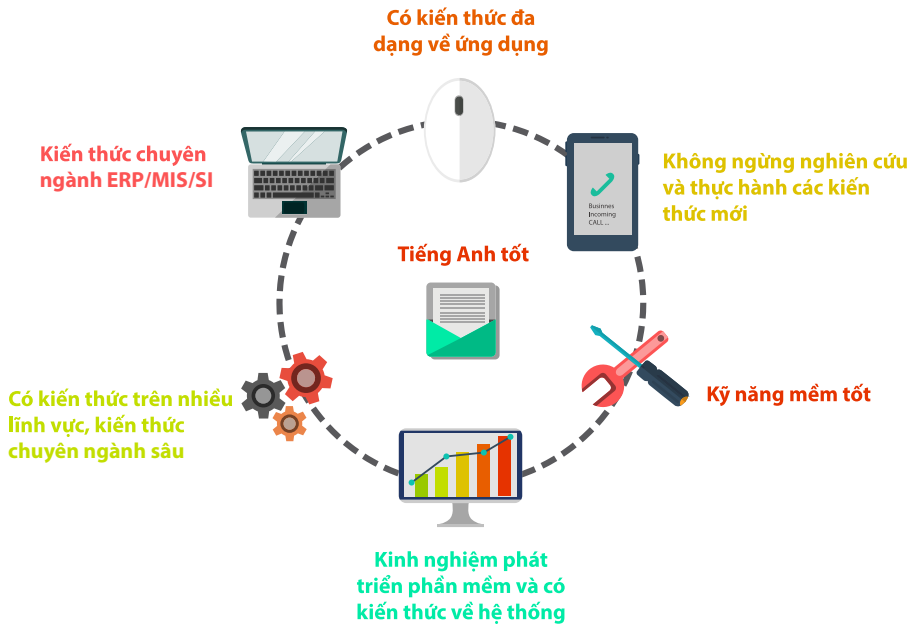 Có kiến thức đa
dạng về ứng dụng
Kiến thức chuyên
ngành ERP/MIS/SI
Không ngừng nghiên cứu
và thực hành các kiến
thức mới
Businnes
Incoming
CALL ...
Tiếng Anh tốt
Có kiến thức trên nhiều
lĩnh vực, kiến thức
chuyên ngành sâu
Kỹ năng mềm tốt
Kinh nghiệm phát
triển phần mềm và có
kiến thức về hệ thống